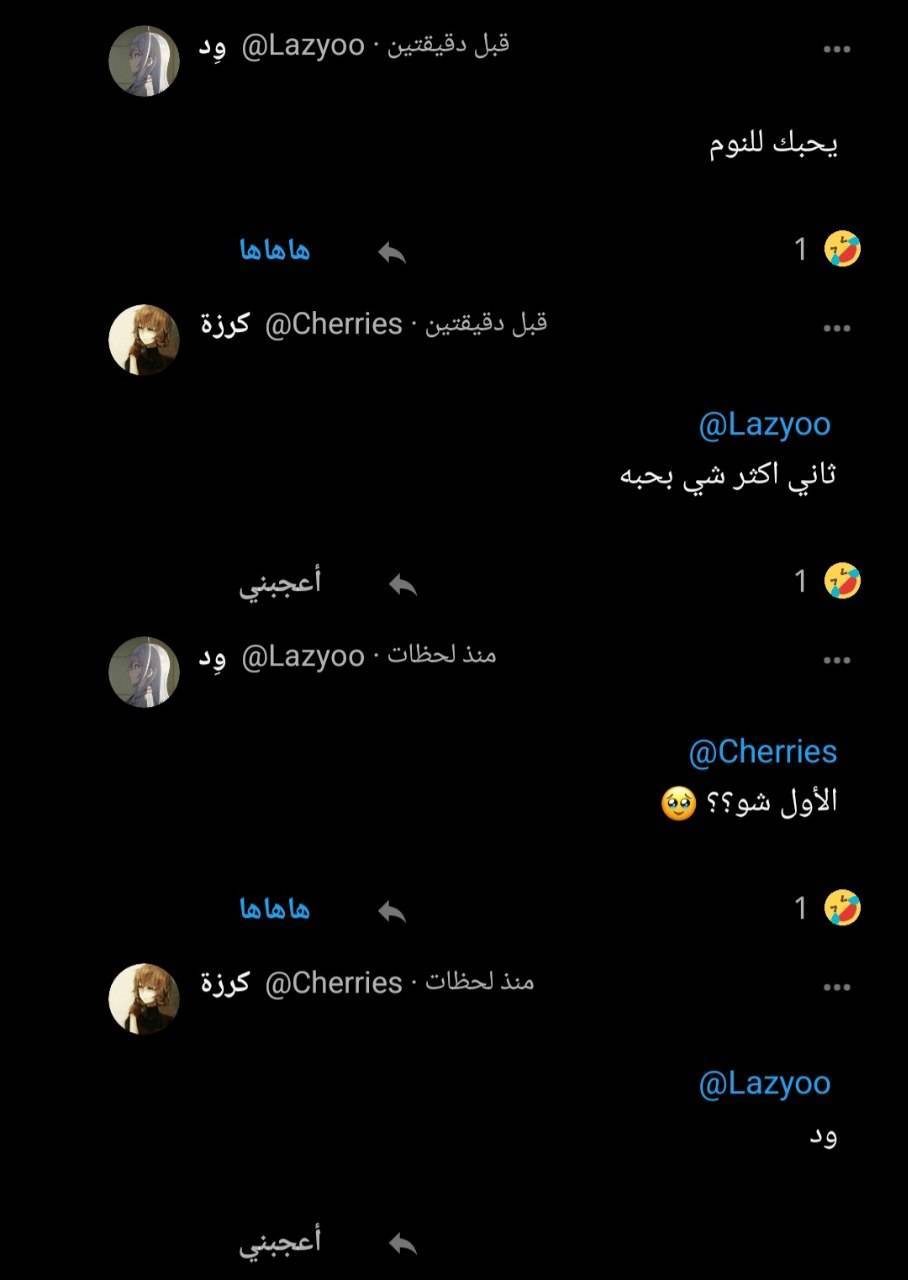 وِد @Lazyoo · قبل دقيقتين
يحبك للنوم
هاهاها 1
كرزة @Cherries · قبل دقيقتين
@Lazyoo
ثاني اكثر شي بحبه
أعجبني 1
وِد @Lazyoo · منذ لحظات
@Cherries
الأول شو؟؟ 🥹
هاهاها 1
كرزة @Cherries · منذ لحظات
@Lazyoo
ود
أعجبني